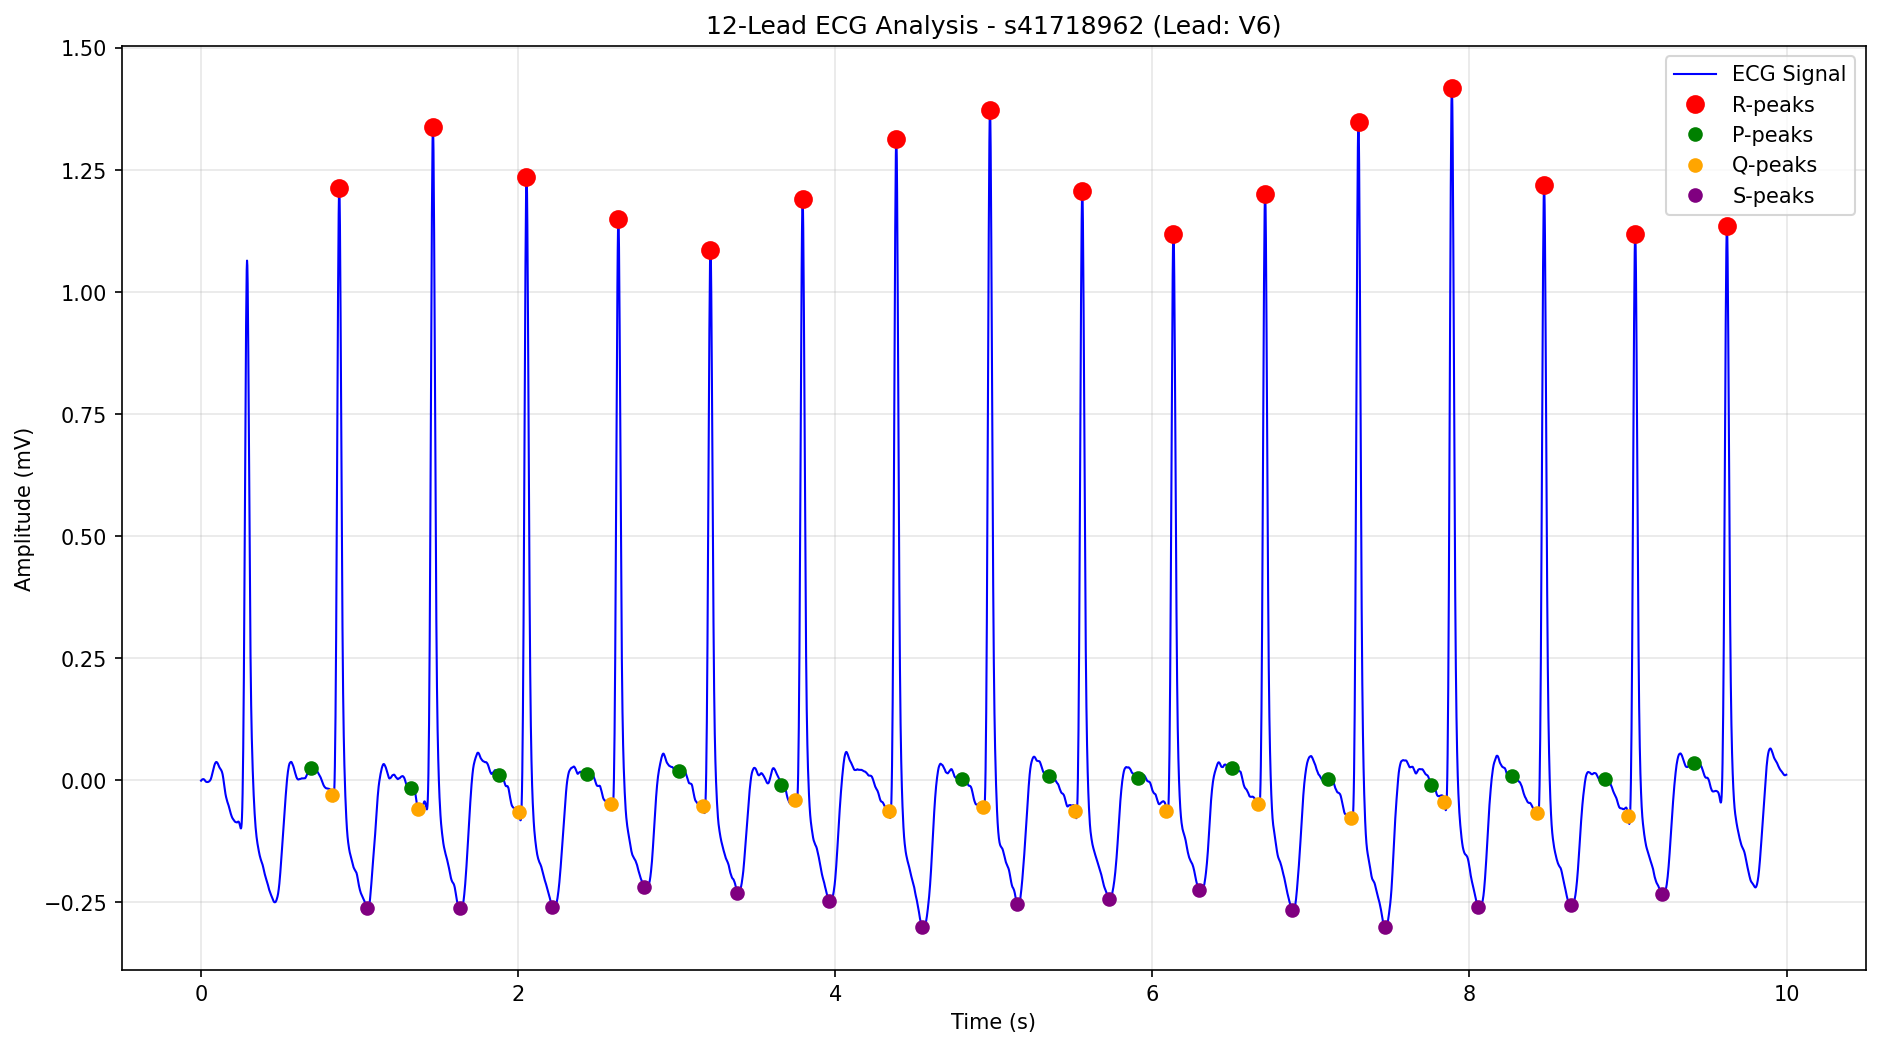 12-Lead ECG Analysis - s41718962 (Lead: V6)
ECG Signal
R-peaks
P-peaks
Q-peaks
S-peaks
Amplitude (mV)
1.50
1.25
1.00
0.75
0.50
0.25
0.00
−0.25
0 2 4 6 8 10
Time (s)